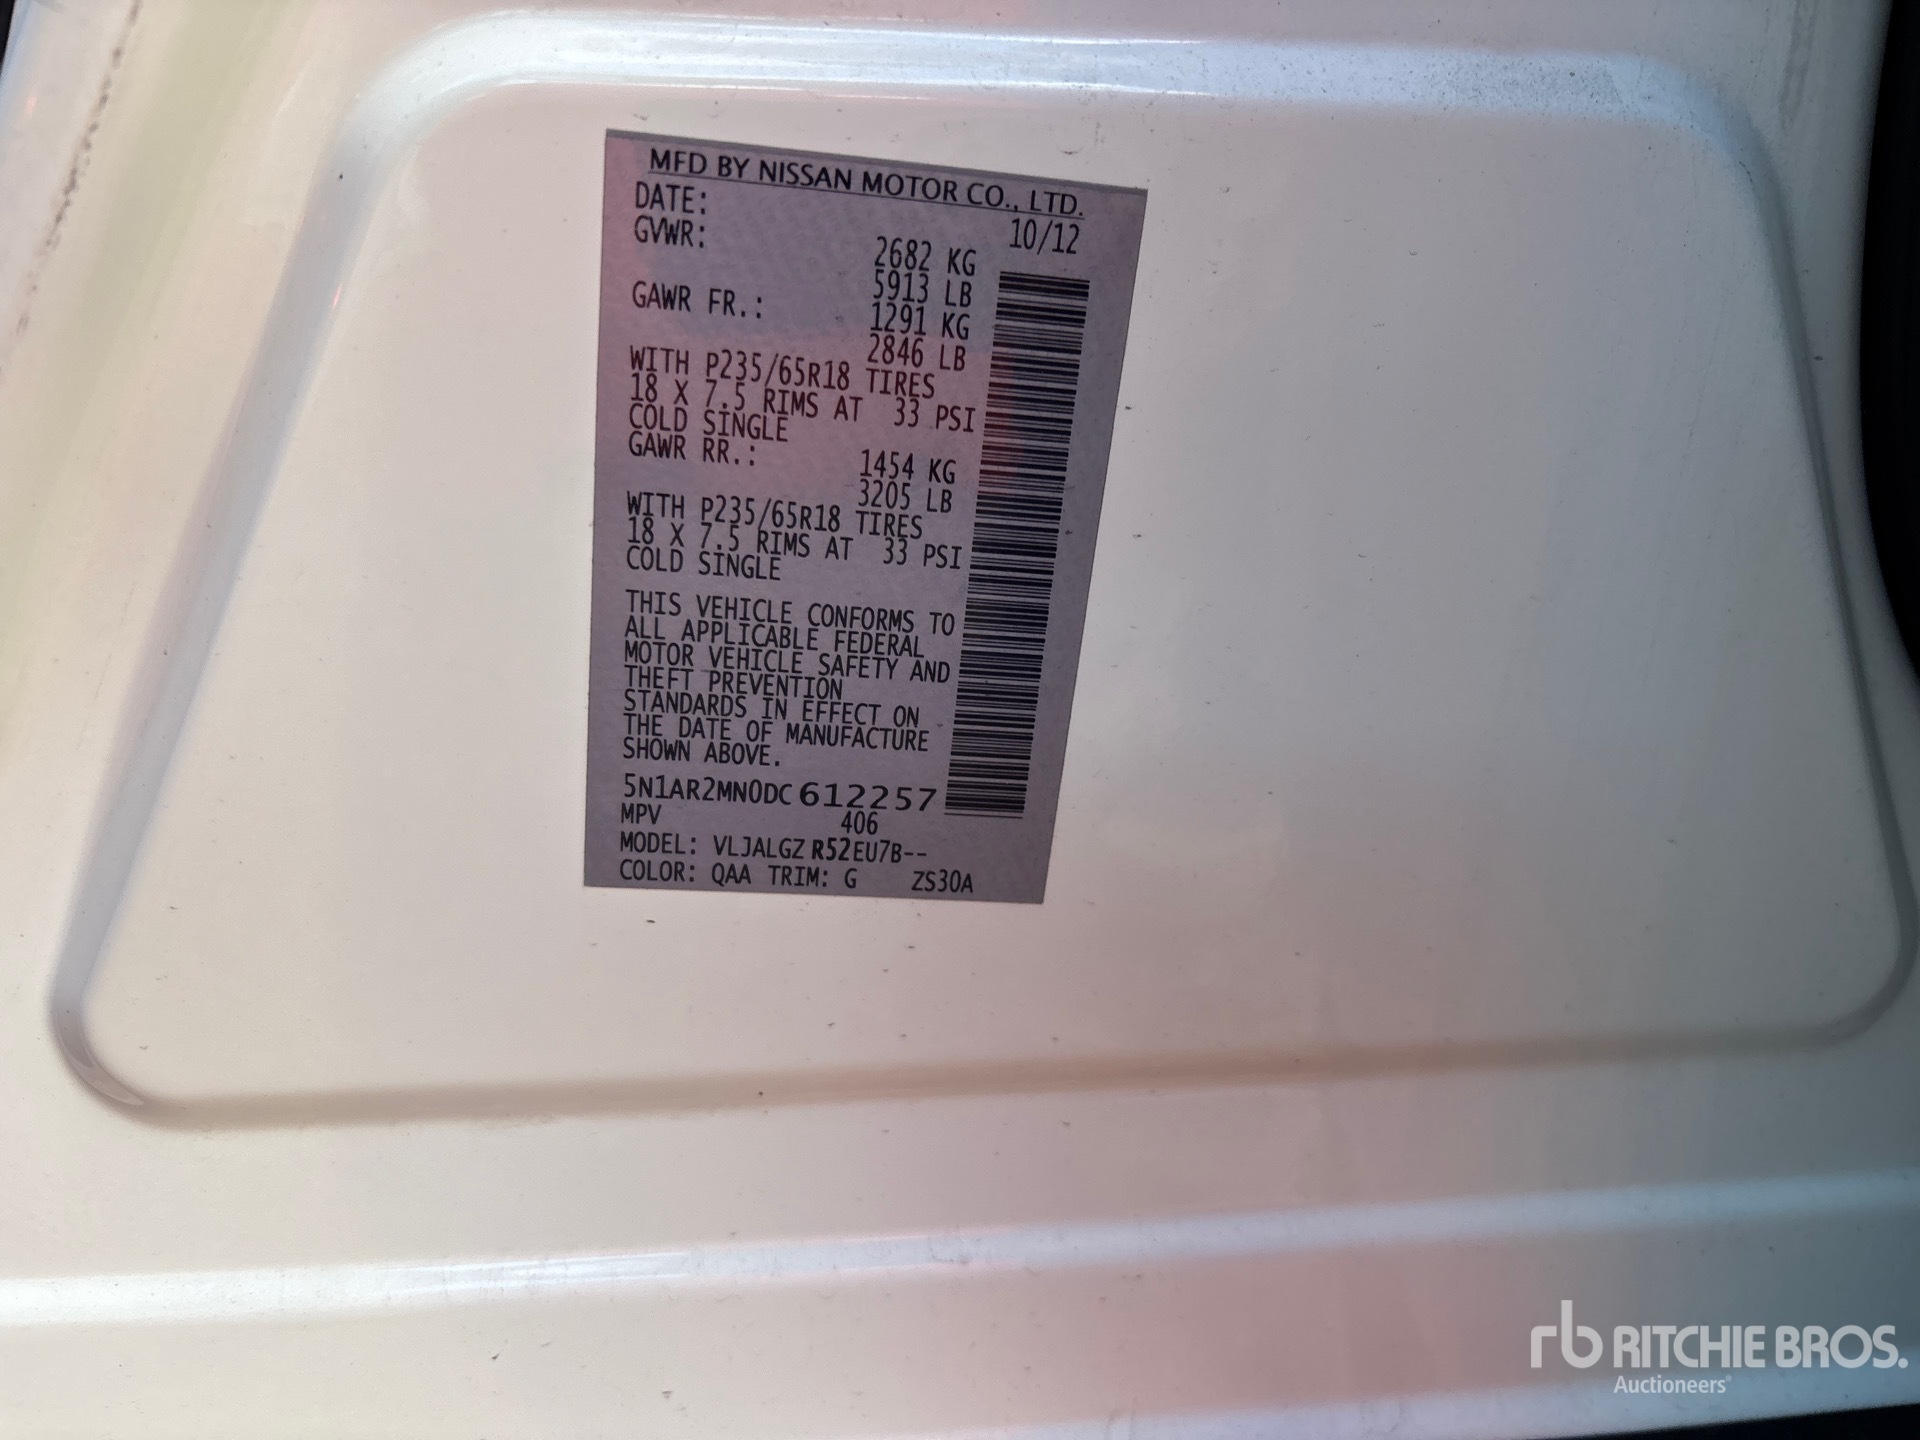 MFD BY NISSAN MOTOR CO., LTD.
DATE: 10/12
GVWR: 2682 KG
5913 LB
GAWR FR.: 1291 KG
2846 LB
WITH P235/65R18 TIRES
18 X 7.5 RIMS AT 33 PSI
COLD SINGLE
GAWR RR.: 1454 KG
3205 LB
WITH P235/65R18 TIRES
18 X 7.5 RIMS AT 33 PSI
COLD SINGLE
THIS VEHICLE CONFORMS TO
ALL APPLICABLE FEDERAL
MOTOR VEHICLE SAFETY AND
THEFT PREVENTION
STANDARDS IN EFFECT ON
THE DATE OF MANUFACTURE
SHOWN ABOVE.
5N1AR2MN0DC 612257
MPV 406
MODEL: VLJALGZ R52EU7B--
COLOR: QAA TRIM: G ZS30A
rb RITCHIE BROS.
Auctioneers